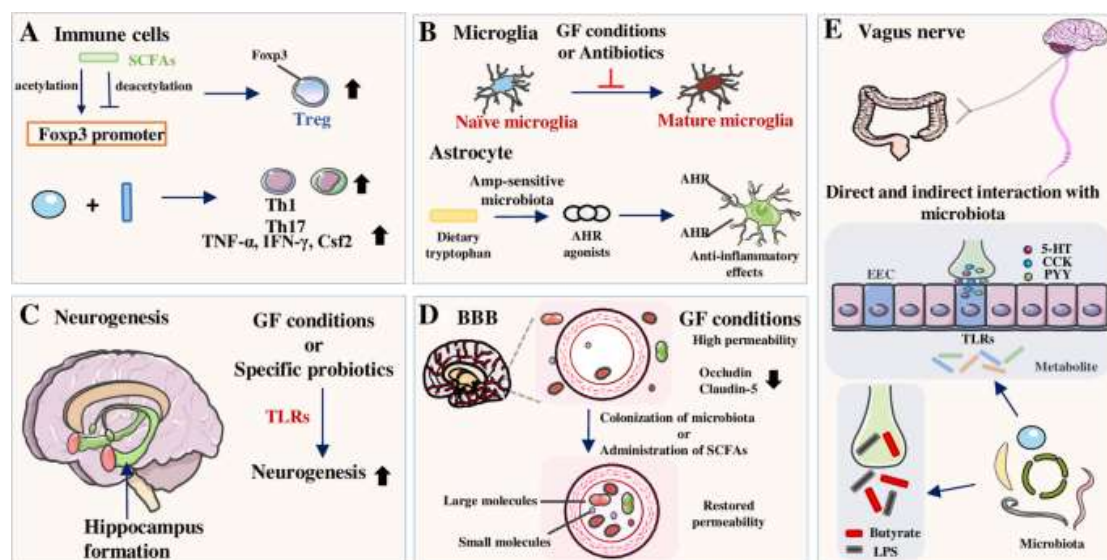 A Immune cells
SCFAs
acetylation
deacetylation
Foxp3 promoter
Foxp3
Treg
+
Th1
Th17
TNF-α, IFN-γ, Csf2
B Microglia
GF conditions
or Antibiotics
Naïve microglia
Mature microglia
Astrocyte
Amp-sensitive
microbiota
Dietary
tryptophan
AHR
agonists
AHR
AHR
Anti-inflammatory
effects
C Neurogenesis
GF conditions
or
Specific probiotics
TLRs
Neurogenesis
Hippocampus
formation
D BBB
GF conditions
High permeability
Occludin
Claudin-5
Colonization of microbiota
or
Administration of SCFAs
Large molecules
Small molecules
Restored
permeability
E Vagus nerve
Direct and indirect interaction with
microbiota
5-HT
CCK
PYY
EEC
TLRs
Metabolite
Butyrate
LPS
Microbiota